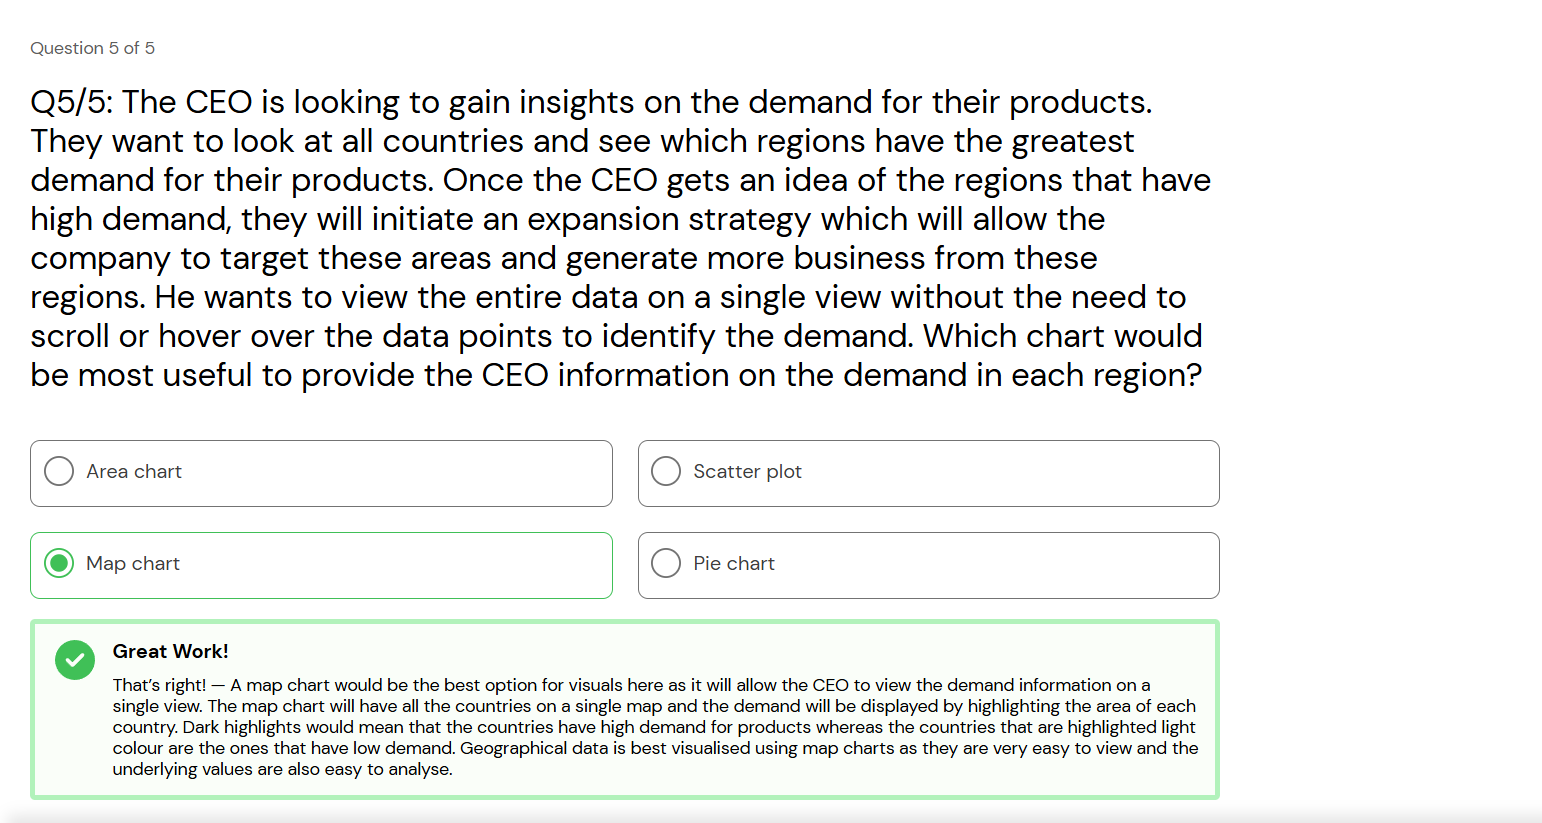 Question 5 of 5
Q5/5: The CEO is looking to gain insights on the demand for their products.
They want to look at all countries and see which regions have the greatest
demand for their products. Once the CEO gets an idea of the regions that have
high demand, they will initiate an expansion strategy which will allow the
company to target these areas and generate more business from these
regions. He wants to view the entire data on a single view without the need to
scroll or hover over the data points to identify the demand. Which chart would
be most useful to provide the CEO information on the demand in each region?
Area chart
Scatter plot
Map chart
Pie chart
Great Work!
That’s right! — A map chart would be the best option for visuals here as it will allow the CEO to view the demand information on a
single view. The map chart will have all the countries on a single map and the demand will be displayed by highlighting the area of each
country. Dark highlights would mean that the countries have high demand for products whereas the countries that are highlighted light
colour are the ones that have low demand. Geographical data is best visualised using map charts as they are very easy to view and the
underlying values are also easy to analyse.